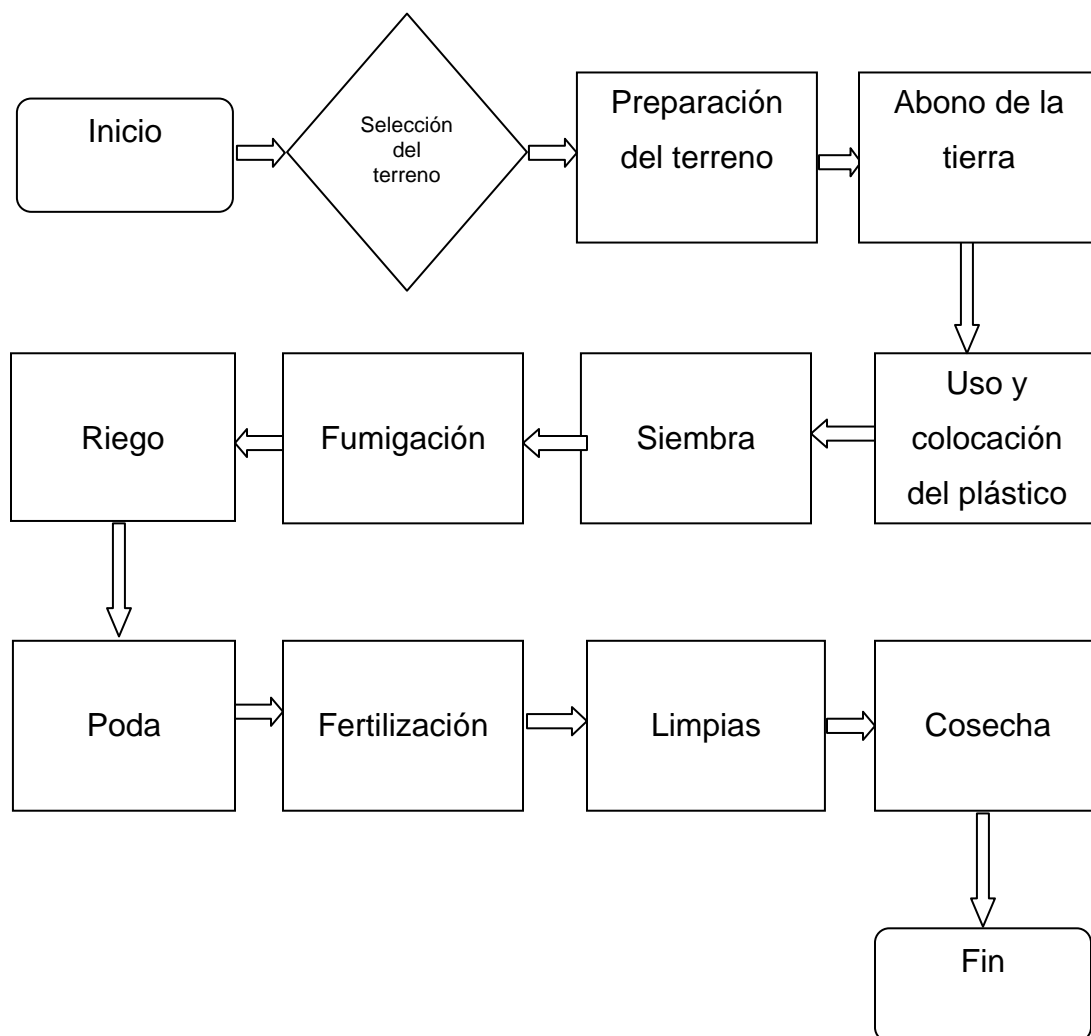 Inicio
Selección
del
terreno
Preparación
del terreno
Abono de la
tierra
Uso y
colocación
del plástico
Siembra
Fumigación
Riego
Poda
Fertilización
Limpias
Cosecha
Fin